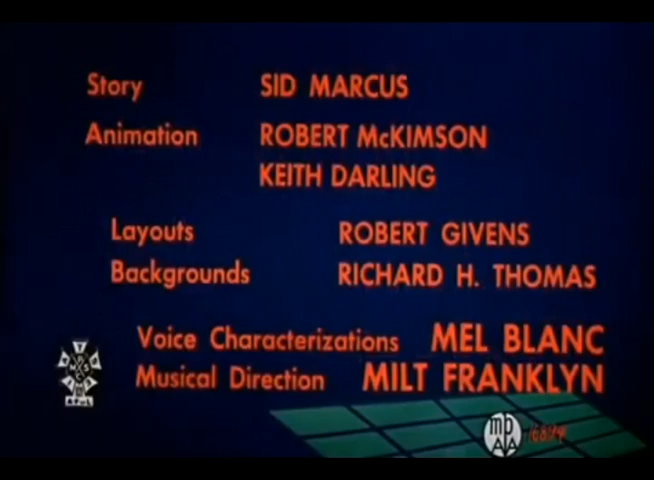 Story SID MARCUS
Animation ROBERT McKIMSON
KEITH DARLING
Layouts ROBERT GIVENS
Backgrounds RICHARD H. THOMAS
Voice Characterizations MEL BLANC
Musical Direction MILT FRANKLYN